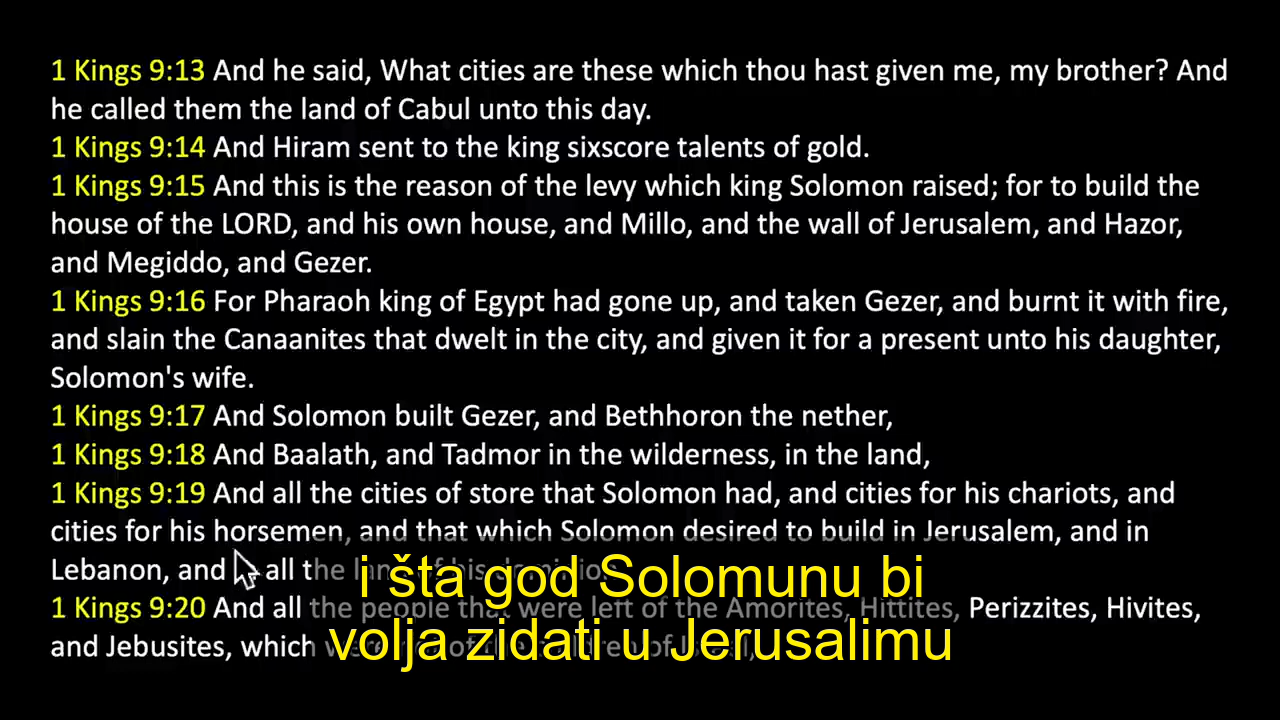 1 Kings 9:13 And he said, What cities are these which thou hast given me, my brother? And
he called them the land of Cabul unto this day.
1 Kings 9:14 And Hiram sent to the king sixscore talents of gold.
1 Kings 9:15 And this is the reason of the levy which king Solomon raised; for to build the
house of the LORD, and his own house, and Millo, and the wall of Jerusalem, and Hazor,
and Megiddo, and Gezer.
1 Kings 9:16 For Pharaoh king of Egypt had gone up, and taken Gezer, and burnt it with fire,
and slain the Canaanites that dwelt in the city, and given it for a present unto his daughter,
Solomon's wife.
1 Kings 9:17 And Solomon built Gezer, and Bethhoron the nether,
1 Kings 9:18 And Baalath, and Tadmor in the wilderness, in the land,
1 Kings 9:19 And all the cities of store that Solomon had, and cities for his chariots, and
cities for his horsemen, and that which Solomon desired to build in Jerusalem, and in
Lebanon, and all the
i šta god Solomunu bi
1 Kings 9:20 And all the people that were left of the Amorites, Hittites, Perizzites, Hivites,
and Jebusites, which
volja zidati u Jerusalimu